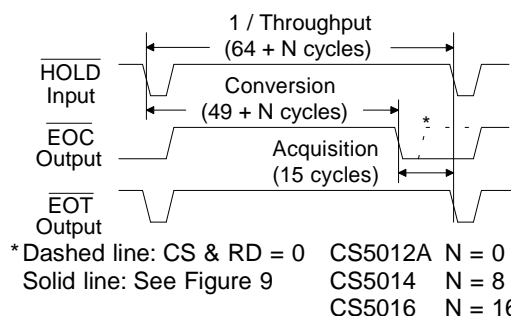 1 / Throughput
(64 + N cycles)
HOLD
Input
Conversion
(49 + N cycles)
*
EOC
Output
Acquisition
(15 cycles)
EOT
Output
*Dashed line: CS & RD = 0 CS5012A N = 0
Solid line: See Figure 9 CS5014 N = 8
CS5016 N = 16